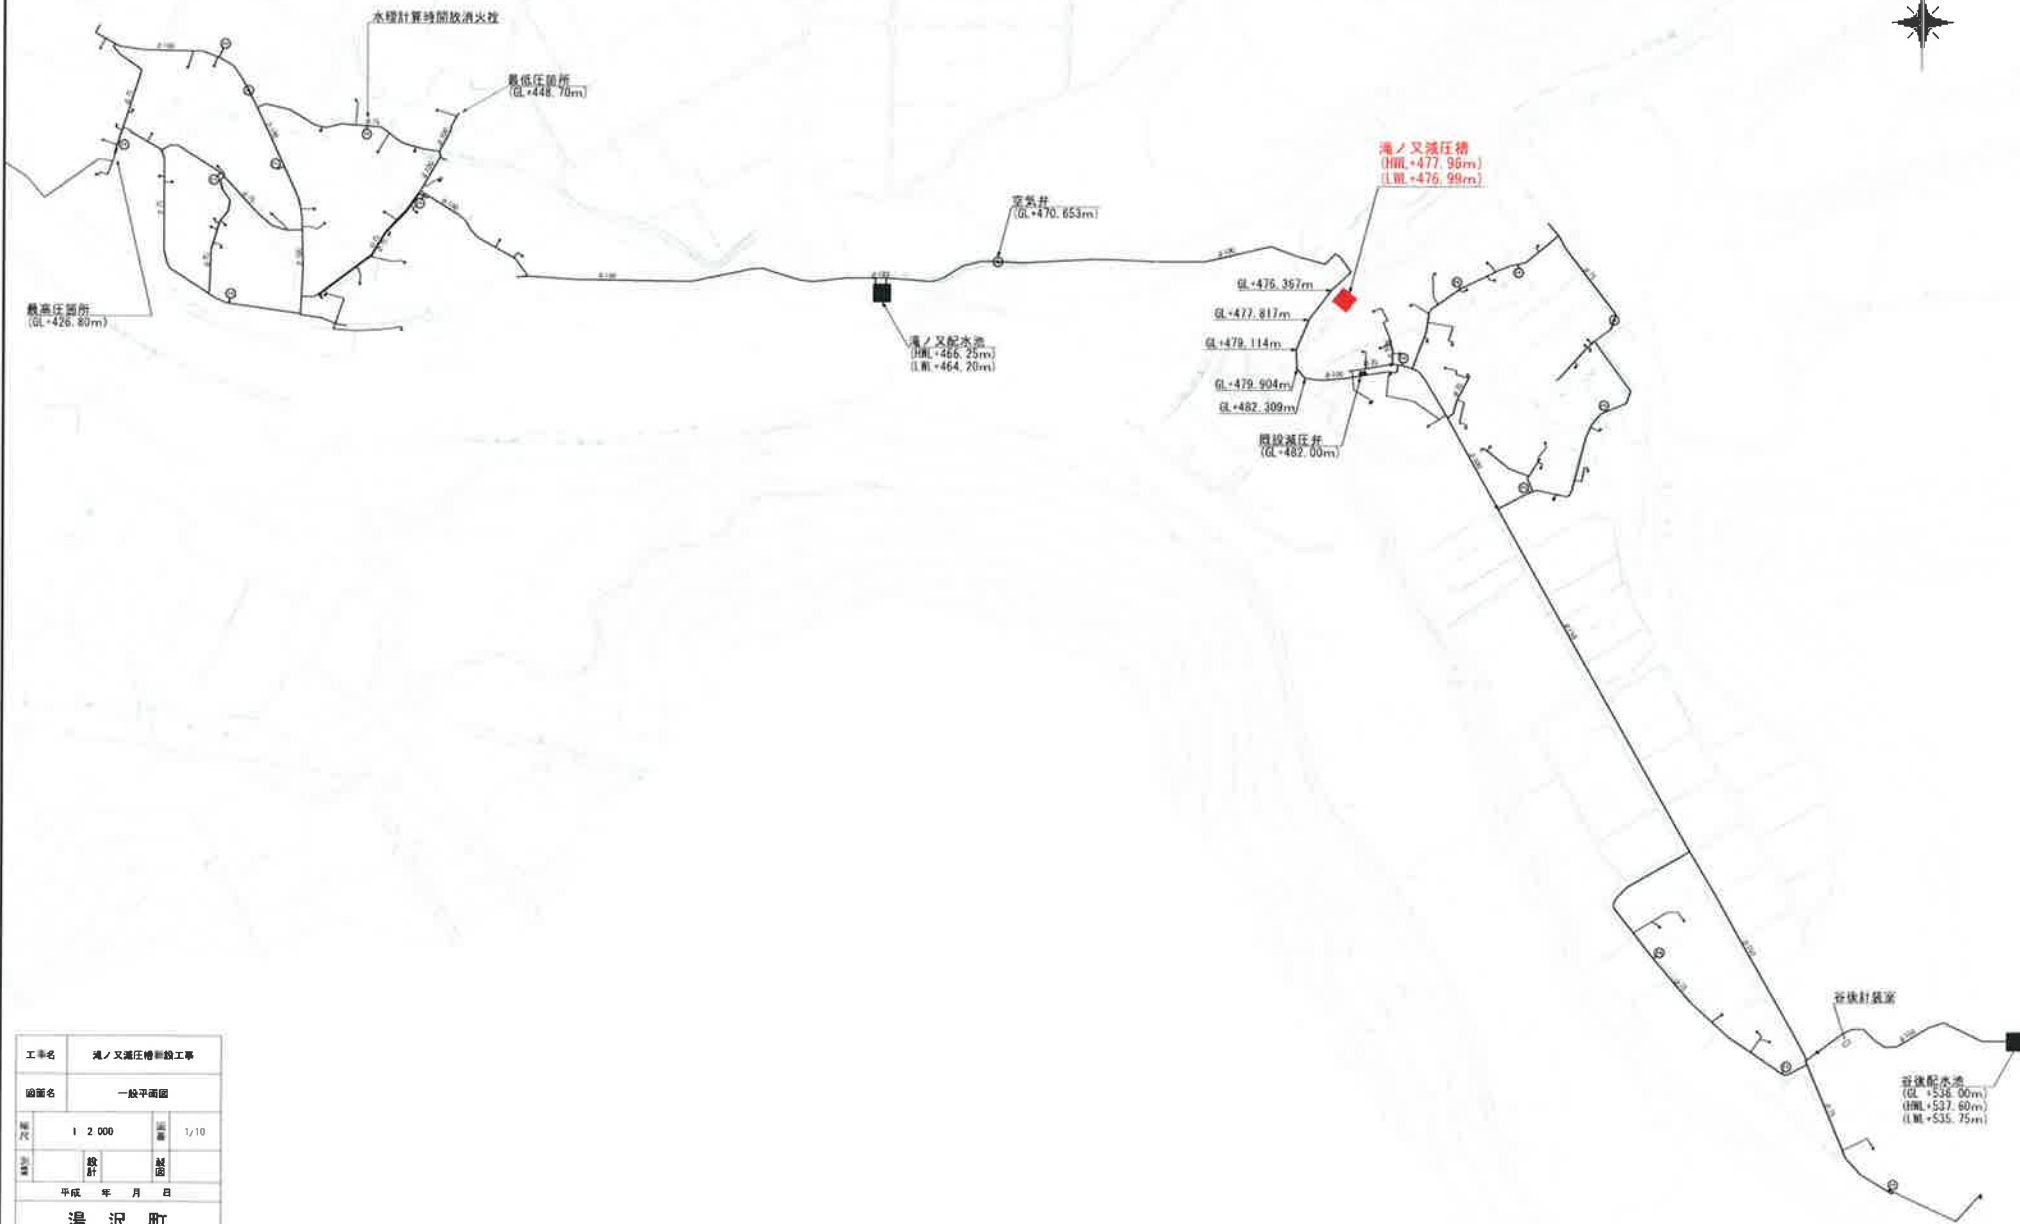 水理計算時開放消火栓
最低圧箇所
(GL+448.70m)
滝ノ又減圧槽
(HWL+477.96m)
(LWL+476.99m)
空気弁
(GL+470.653m)
GL+476.367m
GL+477.817m
GL+479.114m
GL+479.904m
GL+482.309m
既設減圧弁
(GL+482.00m)
最高圧箇所
(GL+426.80m)
滝ノ又配水池
(HWL+466.25m)
(LWL+464.20m)
谷後計装室
谷後配水池
(GL +536.00m)
(HWL+537.60m)
(LWL+535.75m)
工事名 滝ノ又減圧槽新設工事
図面名 一般平面図
縮尺 1 2 000 図番 1/10
設計 製図
平成 年 月 日
湯 沢 町